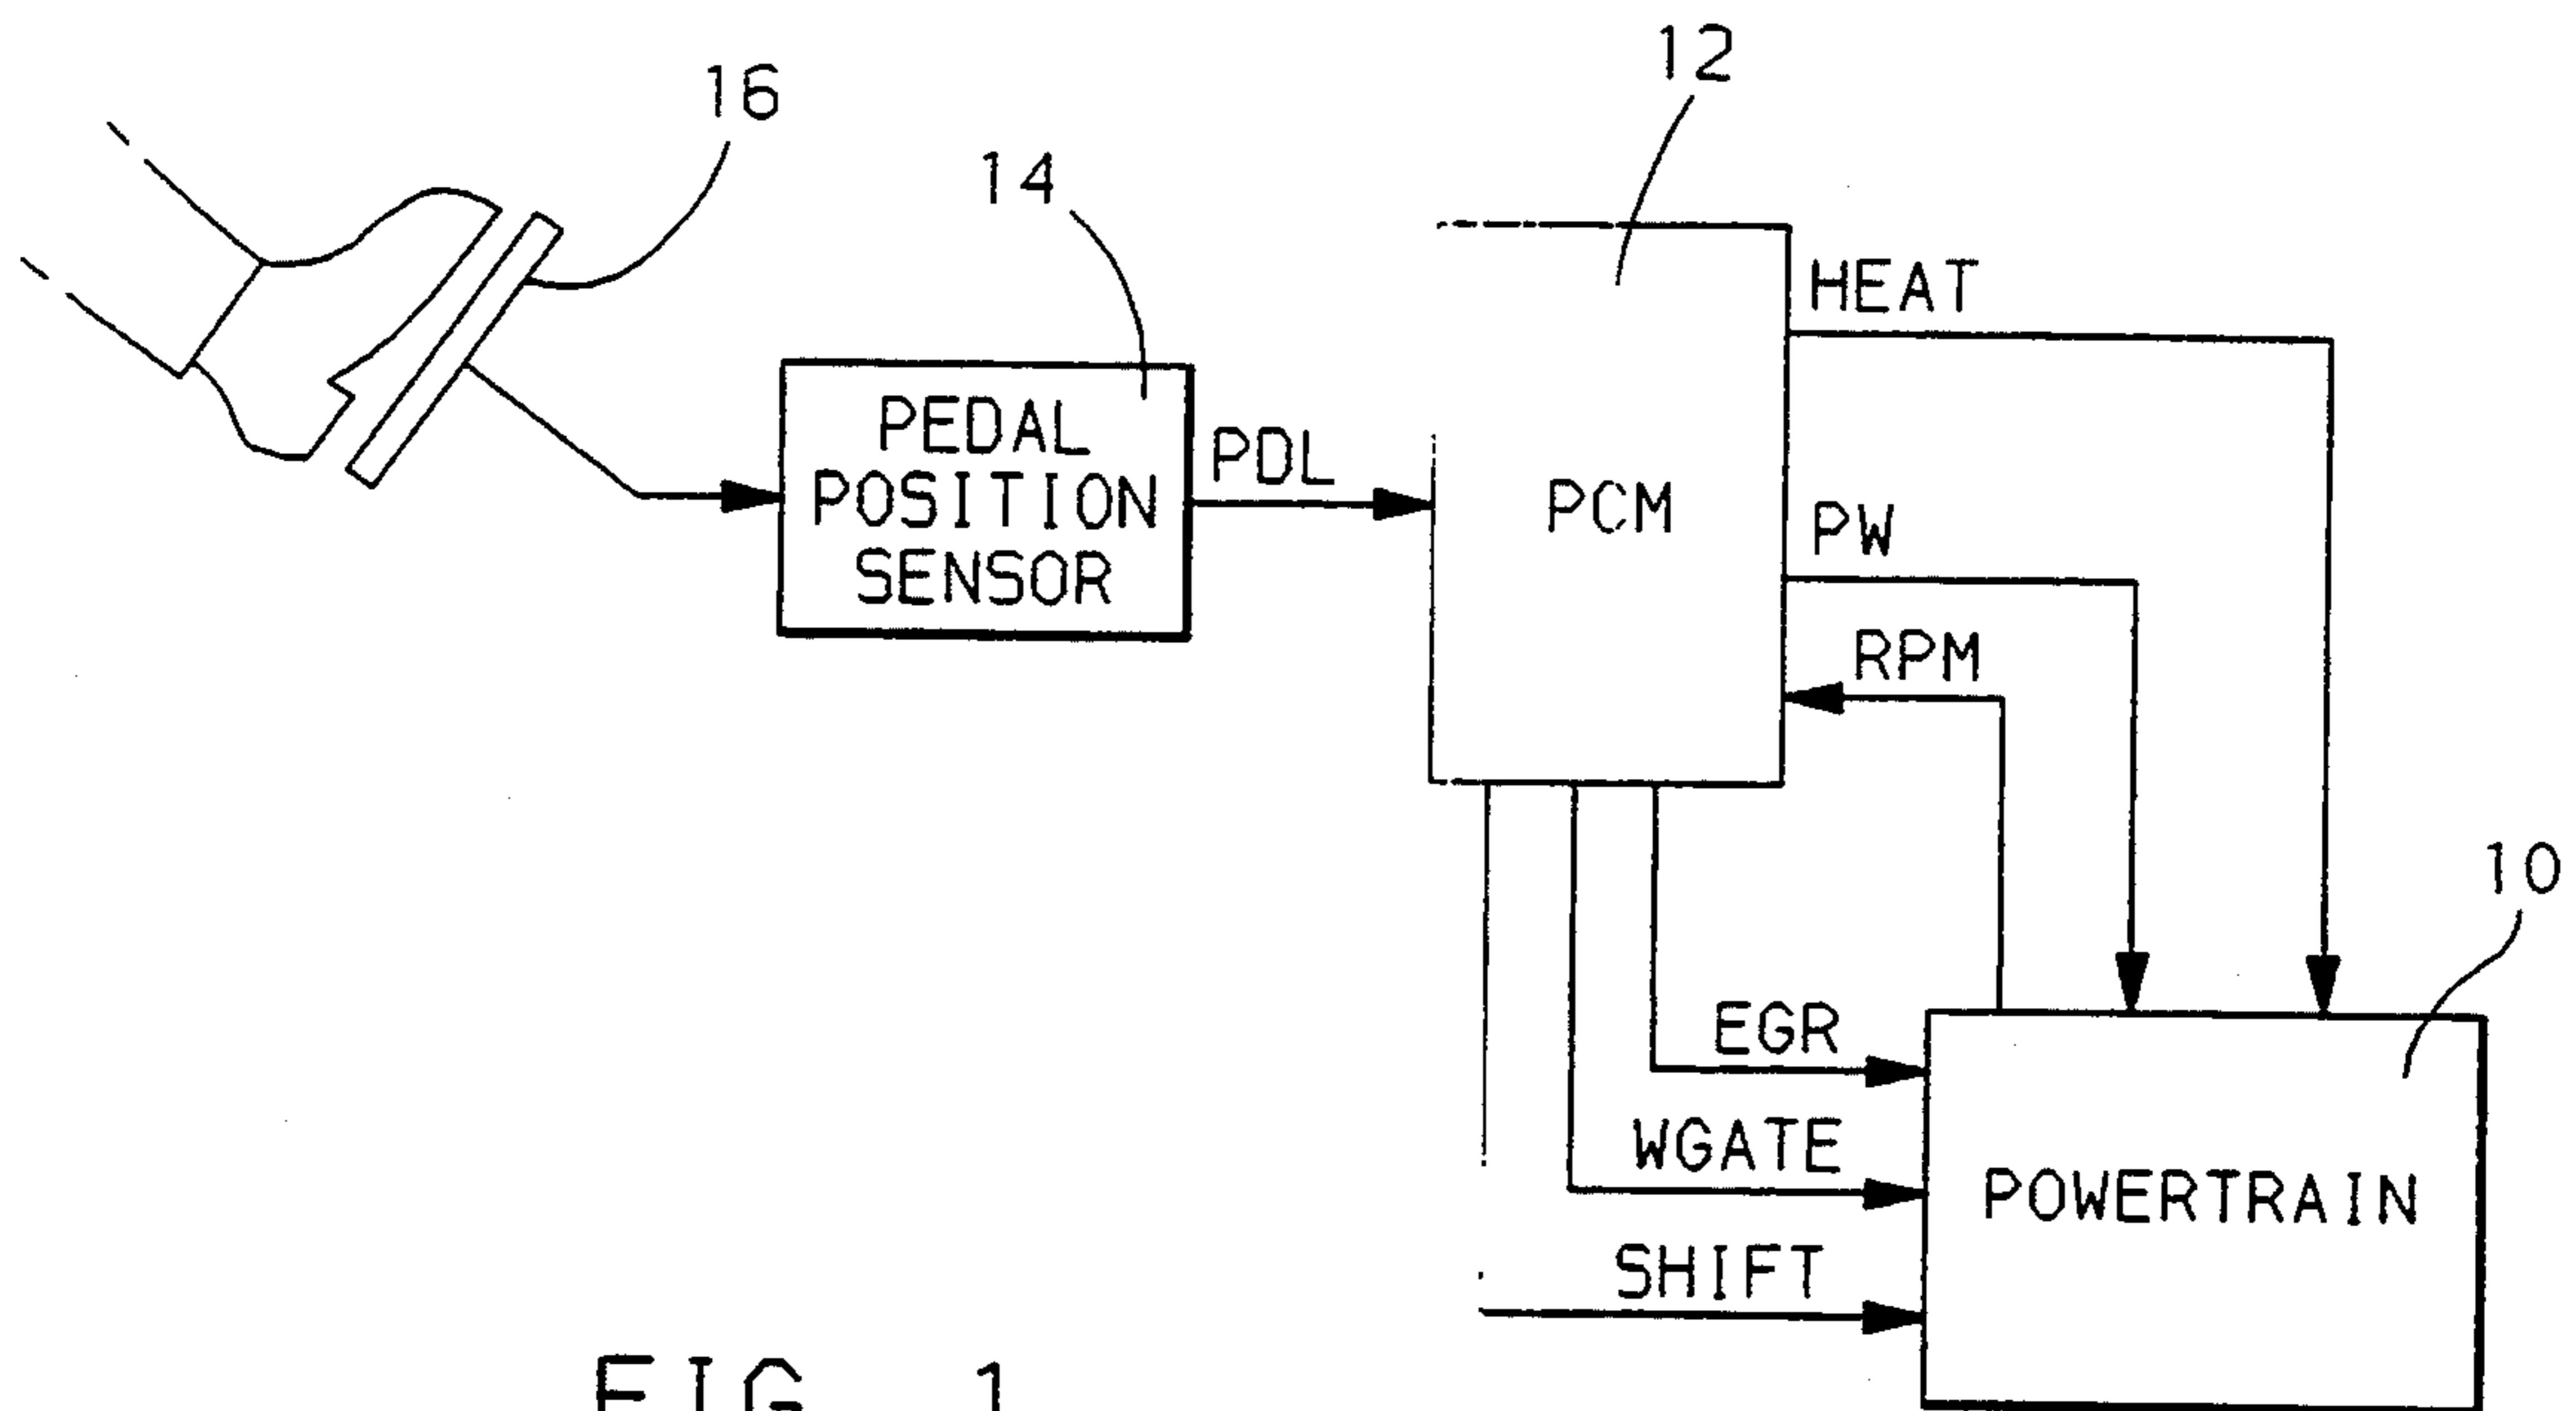 12
16
14
HEAT
PEDAL
POSITION
SENSOR
PDL
PCM
PW
RPM
10
EGR
WGATE
POWERTRAIN
SHIFT
FIG. 1